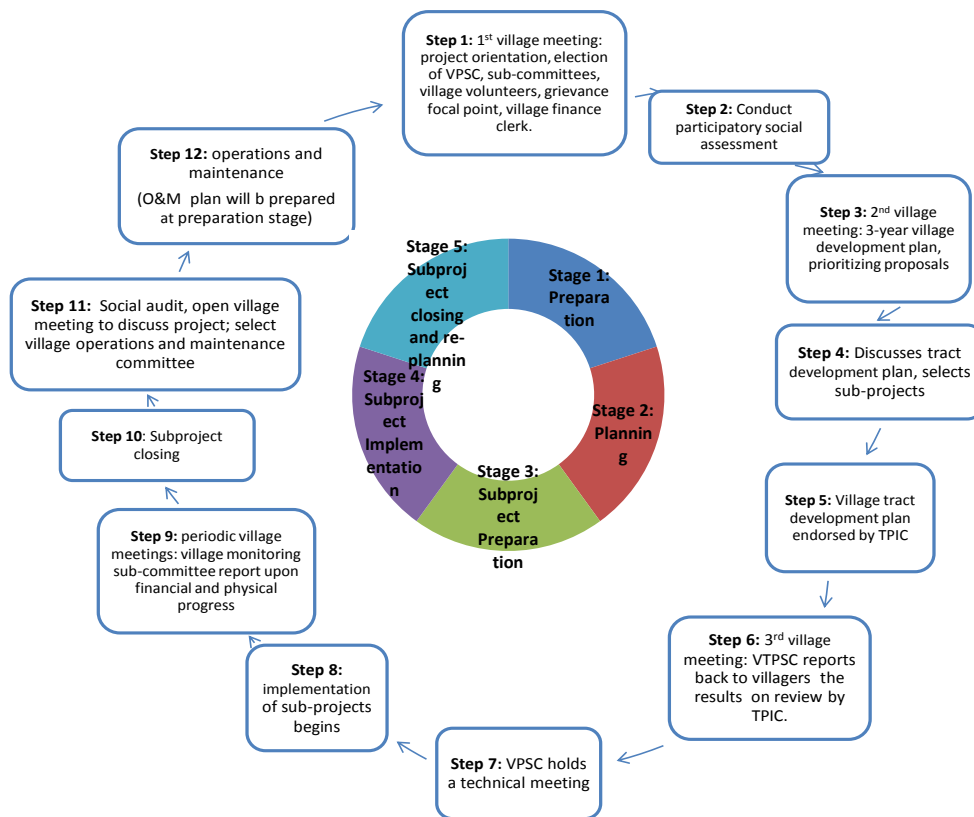 Step 1: 1st village meeting:
project orientation, election
of VPSC, sub-committees,
village volunteers, grievance
focal point, village finance
clerk.
Step 2: Conduct
participatory social
assessment
Step 3: 2nd village
meeting: 3-year village
development plan,
prioritizing proposals
Step 4: Discusses tract
development plan, selects
sub-projects
Step 5: Village tract
development plan
endorsed by TPIC
Step 6: 3rd village
meeting: VTPSC reports
back to villagers the
results on review by
TPIC.
Step 7: VPSC holds
a technical meeting
Step 8:
implementation
of sub-projects
begins
Step 9: periodic village
meetings: village monitoring
sub-committee report upon
financial and physical
progress
Step 10: Subproject
closing
Step 11: Social audit, open village
meeting to discuss project; select
village operations and maintenance
committee
Step 12: operations and
maintenance
(O&M plan will b prepared
at preparation stage)
Stage 1:
Prepara
tion
Stage 2:
Plannin
g
Stage 3:
Subproj
ect
Prepara
tion
Stage 4:
Subproj
ect
Implem
entatio
n
Stage 5:
Subproj
ect
closing
and re-
plannin
g